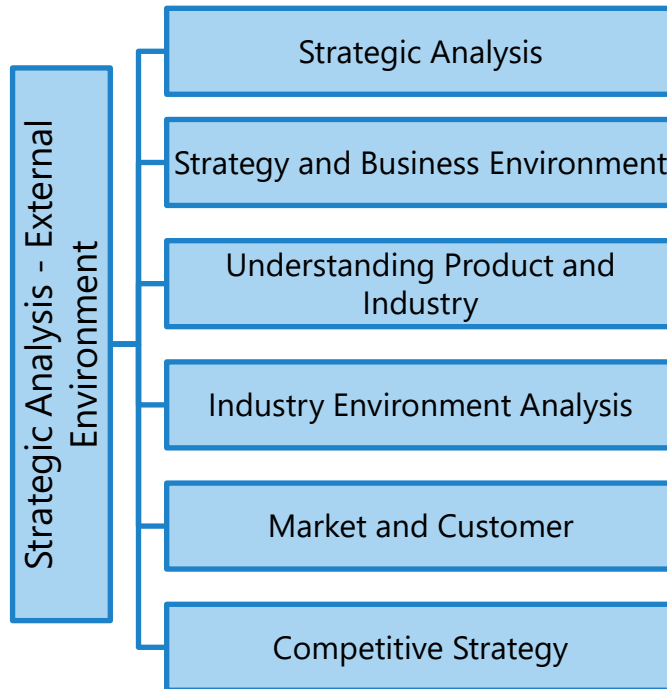 Strategic Analysis - External
Environment
Strategic Analysis
Strategy and Business Environment
Understanding Product and
Industry
Industry Environment Analysis
Market and Customer
Competitive Strategy